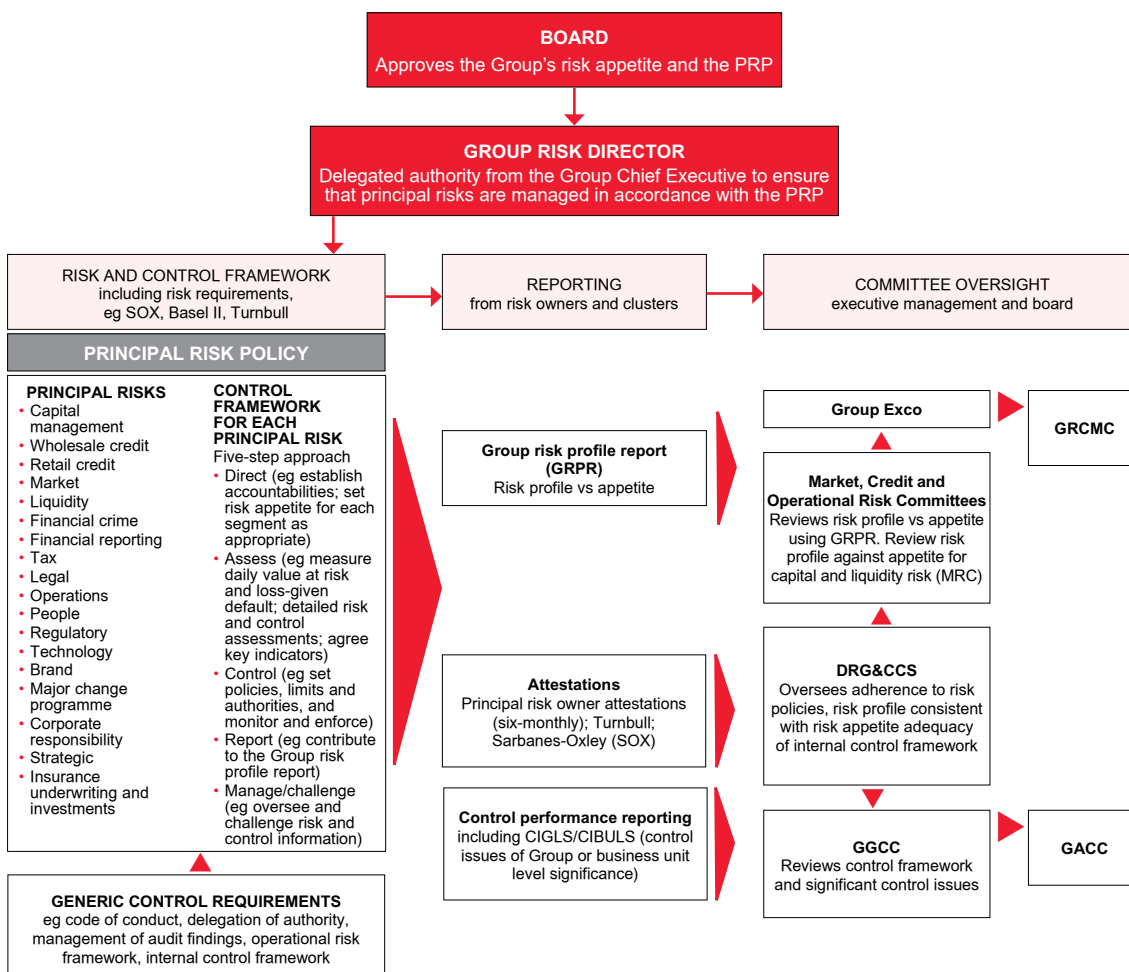 BOARD
Approves the Group's risk appetite and the PRP
GROUP RISK DIRECTOR
Delegated authority from the Group Chief Executive to ensure
that principal risks are managed in accordance with the PRP
RISK AND CONTROL FRAMEWORK
including risk requirements,
eg SOX, Basel II, Turnbull
REPORTING
from risk owners and clusters
COMMITTEE OVERSIGHT
executive management and board
PRINCIPAL RISK POLICY
PRINCIPAL RISKS
• Capital
management
• Wholesale credit
• Retail credit
• Market
• Liquidity
• Financial crime
• Financial reporting
• Tax
• Legal
• Operations
• People
• Regulatory
• Technology
• Brand
• Major change
programme
• Corporate
responsibility
• Strategic
• Insurance
underwriting and
investments
CONTROL
FRAMEWORK
FOR EACH
PRINCIPAL RISK
Five-step approach
• Direct (eg establish
accountabilities; set
risk appetite for each
segment as
appropriate)
• Assess (eg measure
daily value at risk
and loss-given
default; detailed risk
and control
assessments; agree
key indicators)
• Control (eg set
policies, limits and
authorities, and
monitor and enforce)
• Report (eg contribute
to the Group risk
profile report)
• Manage/challenge
(eg oversee and
challenge risk and
control information)
GENERIC CONTROL REQUIREMENTS
eg code of conduct, delegation of authority,
management of audit findings, operational risk
framework, internal control framework
Group risk profile report
(GRPR)
Risk profile vs appetite
Attestations
Principal risk owner attestations
(six-monthly); Turnbull;
Sarbanes-Oxley (SOX)
Control performance reporting
including CIGLS/CIBULS (control
issues of Group or business unit
level significance)
Group Exco
GRCMC
Market, Credit and
Operational Risk Committees
Reviews risk profile vs appetite
using GRPR. Review risk
profile against appetite for
capital and liquidity risk (MRC)
DRG&CCS
Oversees adherence to risk
policies, risk profile consistent
with risk appetite adequacy
of internal control framework
GGCC
Reviews control framework
and significant control issues
GACC